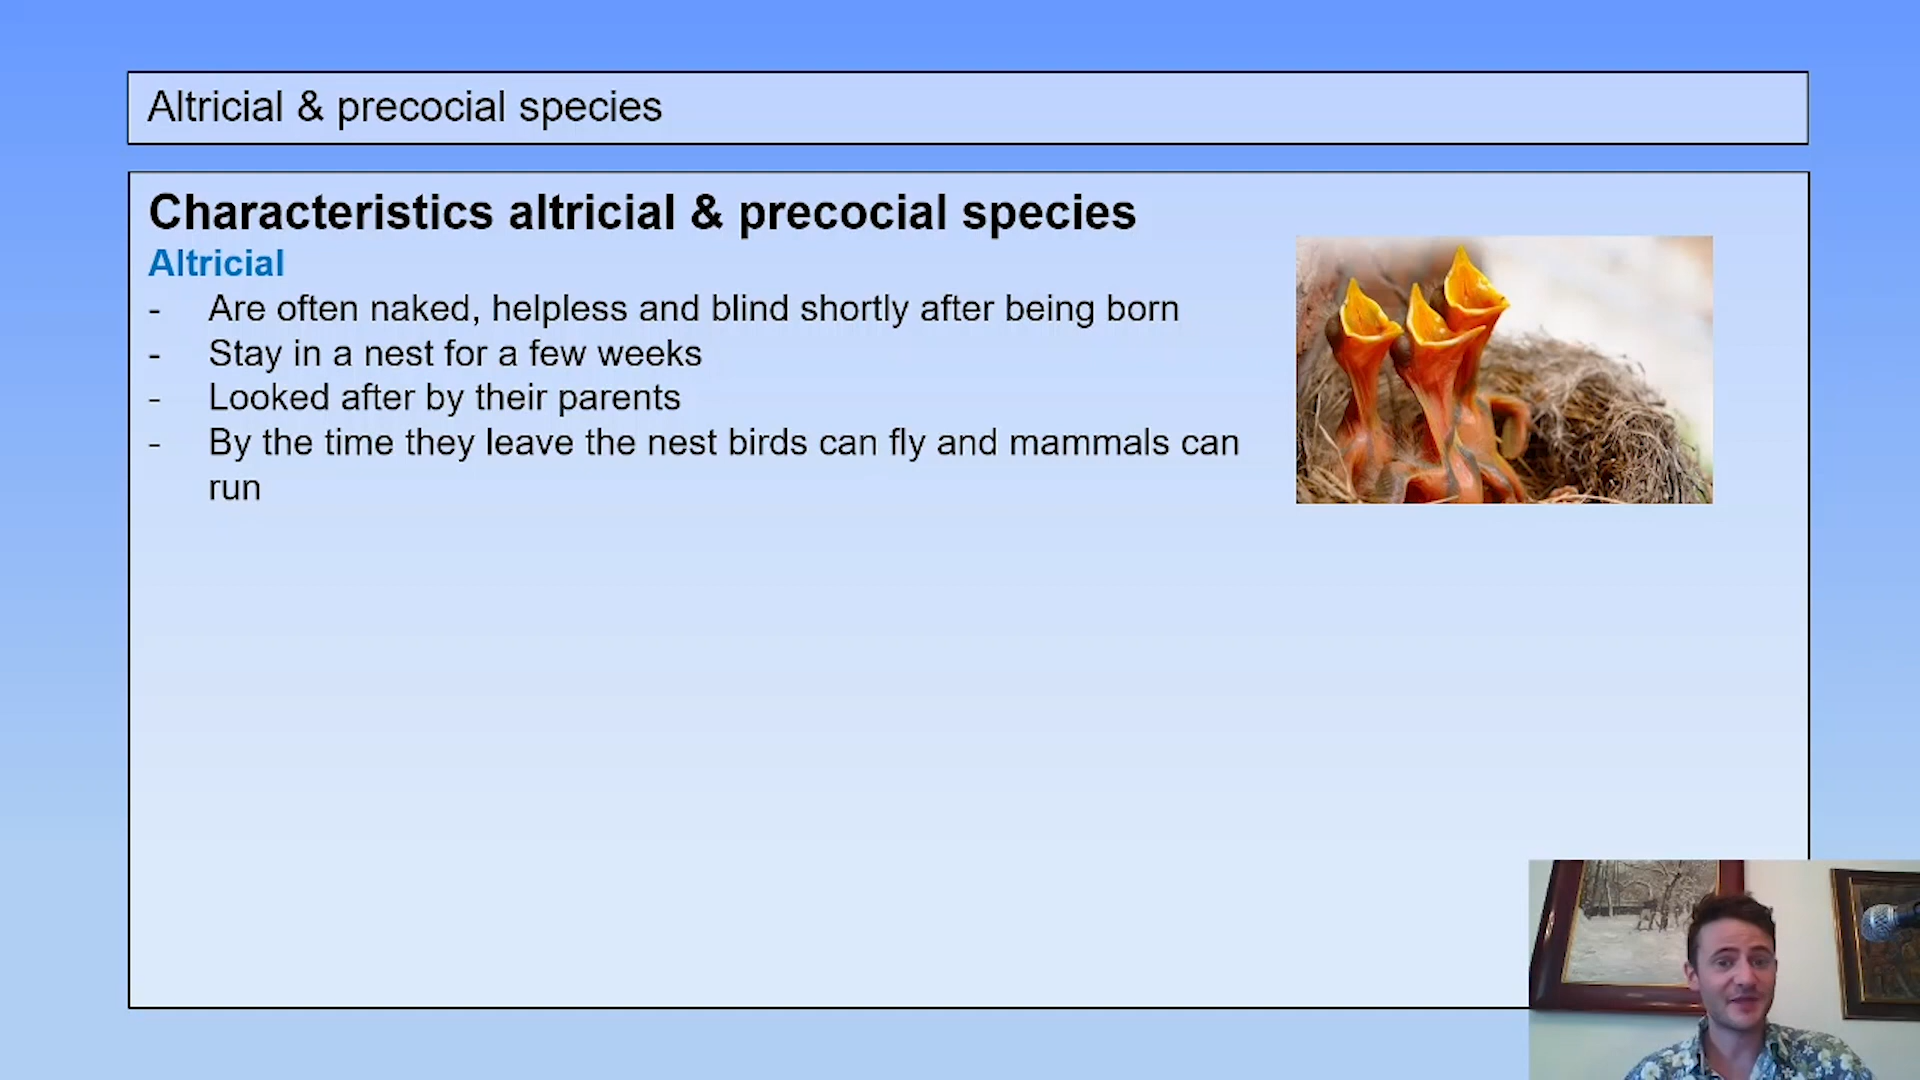 Altricial & precocial species
Characteristics altricial & precocial species
Altricial
- Are often naked, helpless and blind shortly after being born
- Stay in a nest for a few weeks
- Looked after by their parents
- By the time they leave the nest birds can fly and mammals can
run